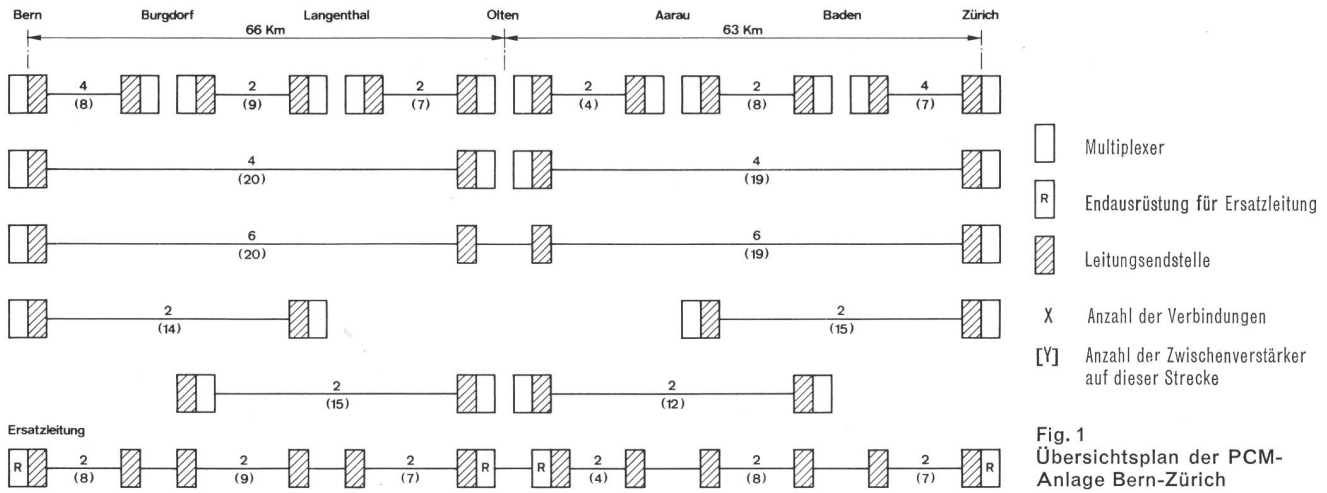 Bern Burgdorf Langenthal Olten Aarau Baden Zürich
66 Km 63 Km
4 2 2 2 2 4
(8) (9) (7) (4) (8) (7)
4 4
(20) (19)
6 6
(20) (19)
2 2
(14) (15)
2 2
(15) (12)
Ersatzleitung
R 2 2 2 R R 2 2 2 R
(8) (9) (7) (4) (8) (7)
Multiplexer
R Endausrüstung für Ersatzleitung
Leitungsendstelle
X Anzahl der Verbindungen
[Y] Anzahl der Zwischenverstärker
auf dieser Strecke
Fig. 1
Übersichtsplan der PCM-
Anlage Bern-Zürich